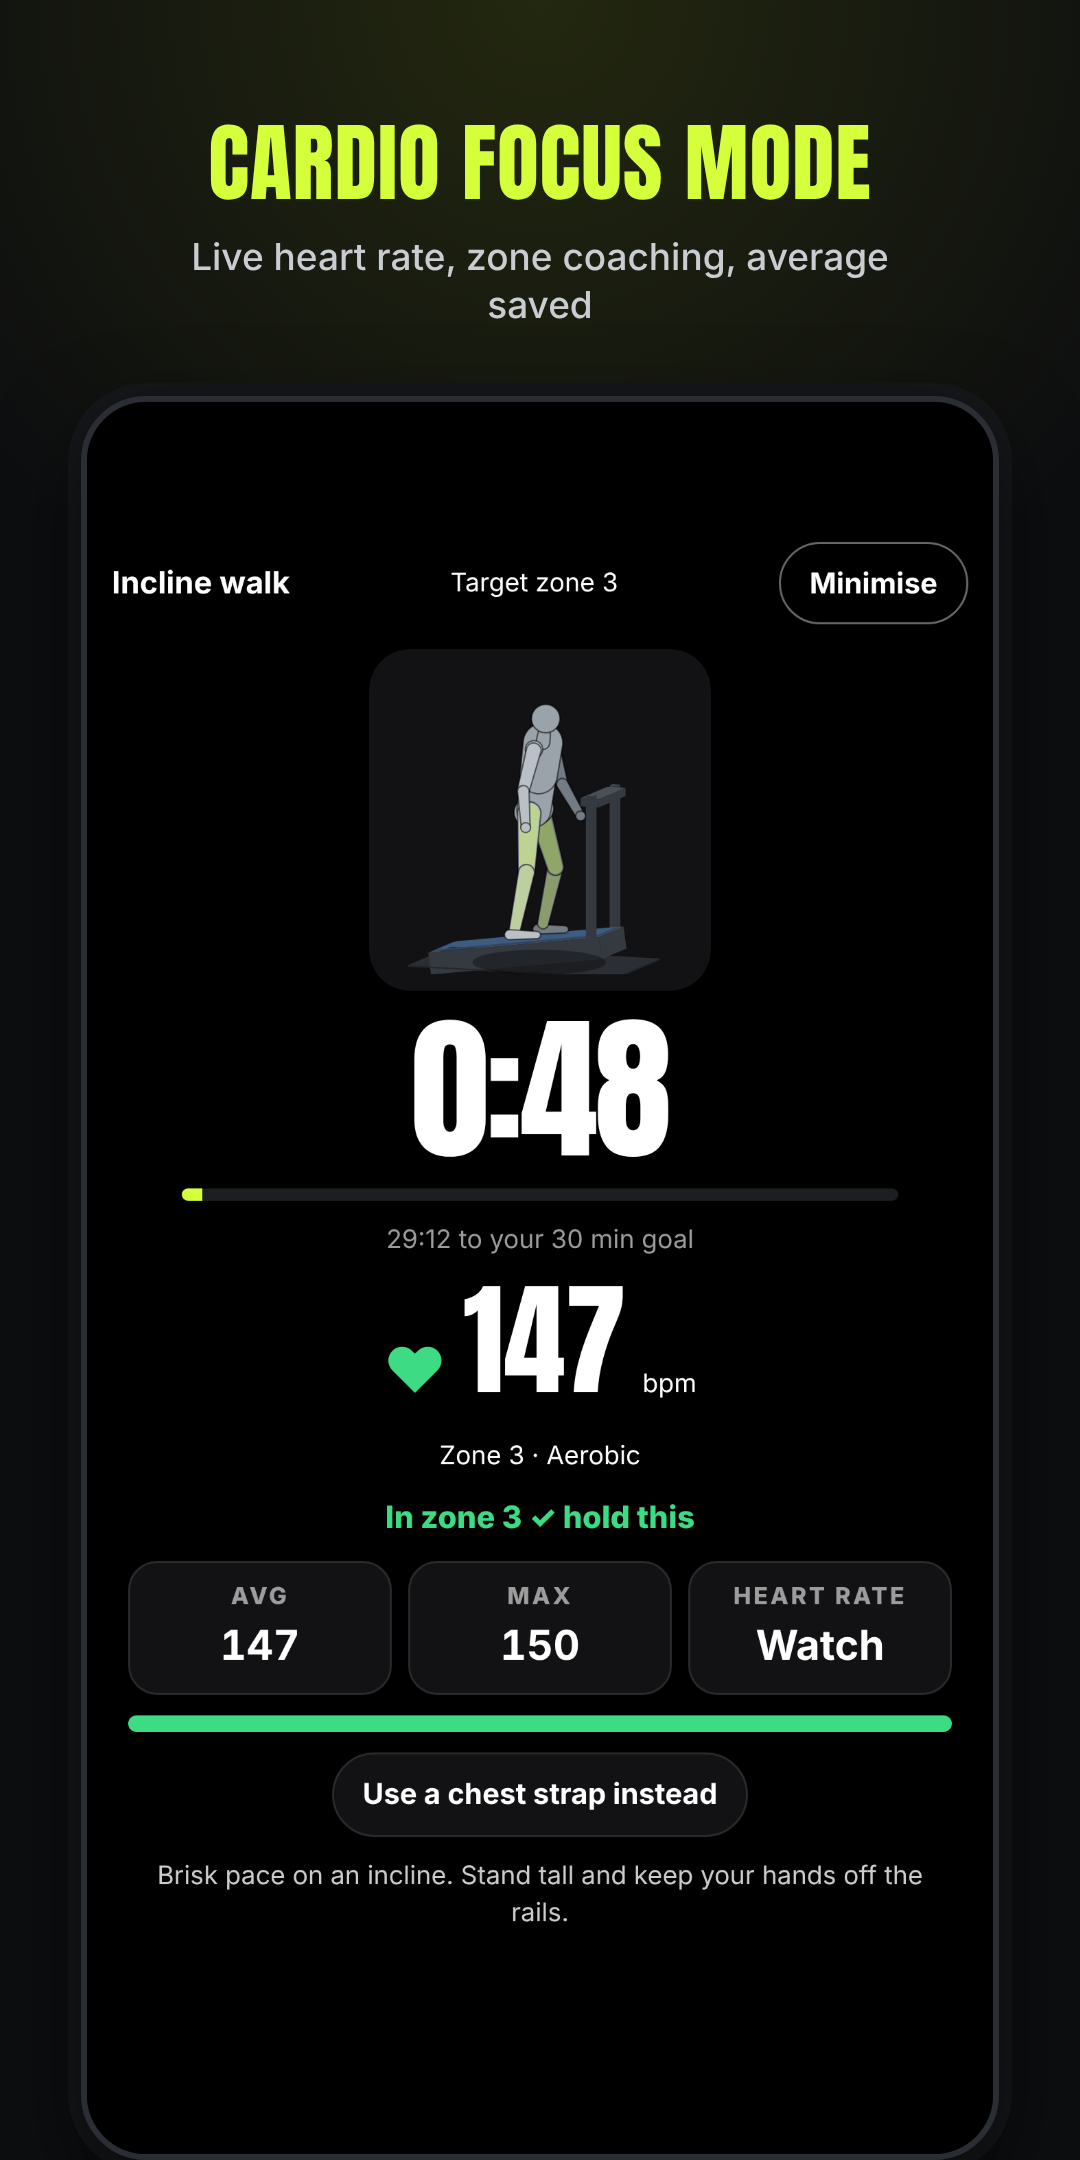 CARDIO FOCUS MODE
Live heart rate, zone coaching, average
saved
Incline walk
Target zone 3
Minimise
0:48
29:12 to your 30 min goal
147 bpm
Zone 3 · Aerobic
In zone 3 ✓ hold this
AVG
147
MAX
150
HEART RATE
Watch
Use a chest strap instead
Brisk pace on an incline. Stand tall and keep your hands off the
rails.